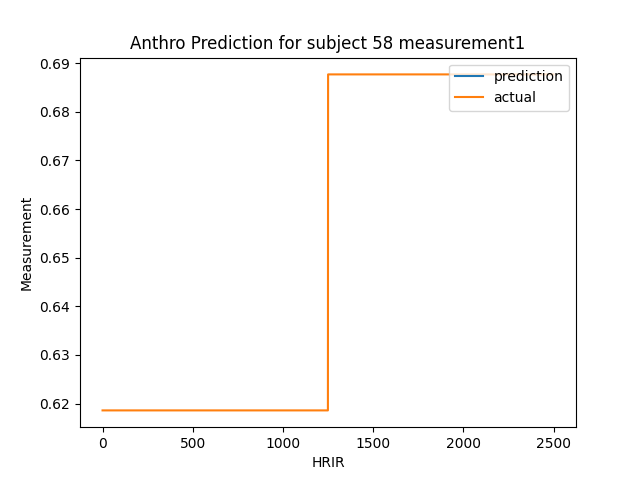 Anthro Prediction for subject 58 measurement1
0.69
0.68
0.67
0.66
0.65
0.64
0.63
0.62
Measurement
prediction
actual
0 500 1000 1500 2000 2500
HRIR